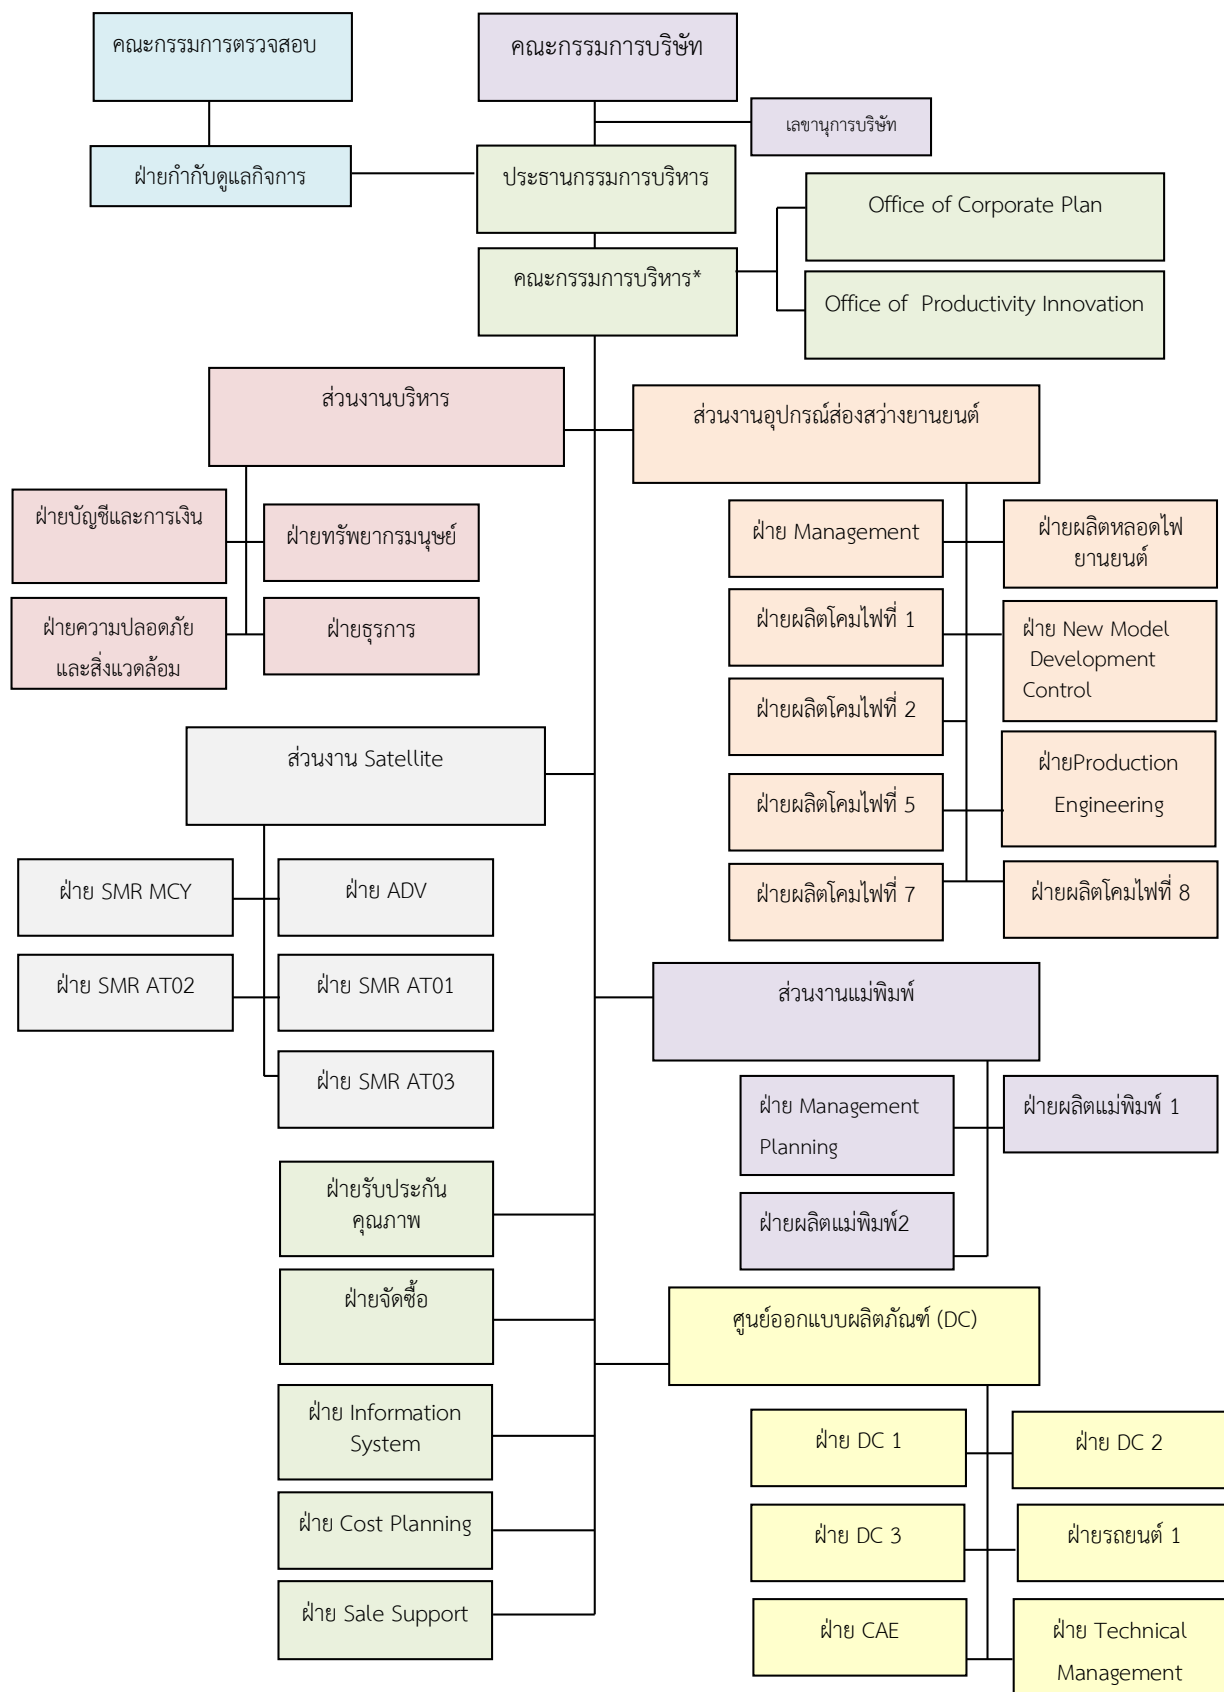 คณะกรรมการตรวจสอบ
คณะกรรมการบริษัท
เลขานุการบริษัท
ฝ่ายกำกับดูแลกิจการ
ประธานกรรมการบริหาร
Office of Corporate Plan
คณะกรรมการบริหาร*
Office of  Productivity Innovation
ส่วนงานบริหาร
ส่วนงานอุปกรณ์ส่องสว่างยานยนต์
ฝ่ายบัญชีและการเงิน
ฝ่ายทรัพยากรมนุษย์
ฝ่ายความปลอดภัย
และสิ่งแวดล้อม
ฝ่ายธุรการ
ฝ่าย Management
ฝ่ายผลิตหลอดไฟ
ยานยนต์
ฝ่ายผลิตโคมไฟที่ 1
ฝ่าย New Model
Development
Control
ฝ่ายผลิตโคมไฟที่ 2
ฝ่ายProduction
Engineering
ฝ่ายผลิตโคมไฟที่ 5
ฝ่ายผลิตโคมไฟที่ 7
ฝ่ายผลิตโคมไฟที่ 8
ส่วนงาน Satellite
ฝ่าย SMR MCY
ฝ่าย ADV
ฝ่าย SMR AT02
ฝ่าย SMR AT01
ฝ่าย SMR AT03
ส่วนงานแม่พิมพ์
ฝ่าย Management
Planning
ฝ่ายผลิตแม่พิมพ์ 1
ฝ่ายผลิตแม่พิมพ์2
ฝ่ายรับประกัน
คุณภาพ
ฝ่ายจัดซื้อ
ฝ่าย Information
System
ฝ่าย Cost Planning
ฝ่าย Sale Support
ศูนย์ออกแบบผลิตภัณฑ์ (DC)
ฝ่าย DC 1
ฝ่าย DC 2
ฝ่าย DC 3
ฝ่ายรถยนต์ 1
ฝ่าย CAE
ฝ่าย Technical
Management